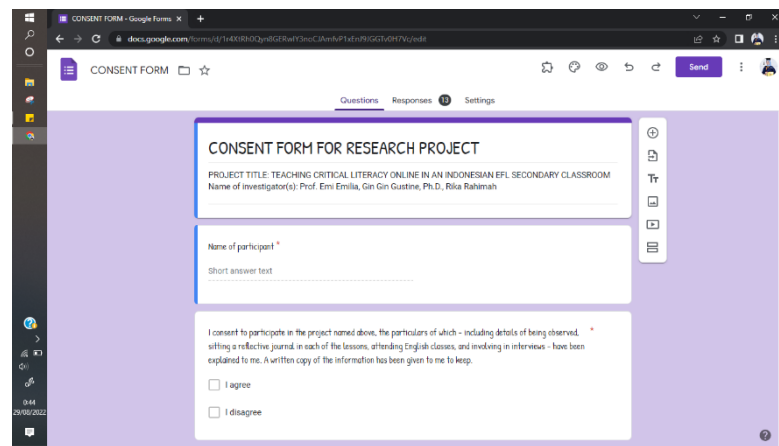 CONSENT FORM - Google Forms
docs.google.com
CONSENT FORM
Send
Questions Responses 13 Settings
CONSENT FORM FOR RESEARCH PROJECT
PROJECT TITLE: TEACHING CRITICAL LITERACY ONLINE IN AN INDONESIAN EFL SECONDARY CLASSROOM
Name of investigator(s): Prof. Emi Emilia, Gin Gin Gustine, Ph.D., Rika Rahimah
Name of participant *
Short answer text
I consent to participate in the project named above, the particulars of which - including details of being observed, *
sitting a reflective journal in each of the lessons, attending English classes, and involving in interviews - have been
explained to me. A written copy of the information has been given to me to keep.
I agree
I disagree
0:44
29/08/2022